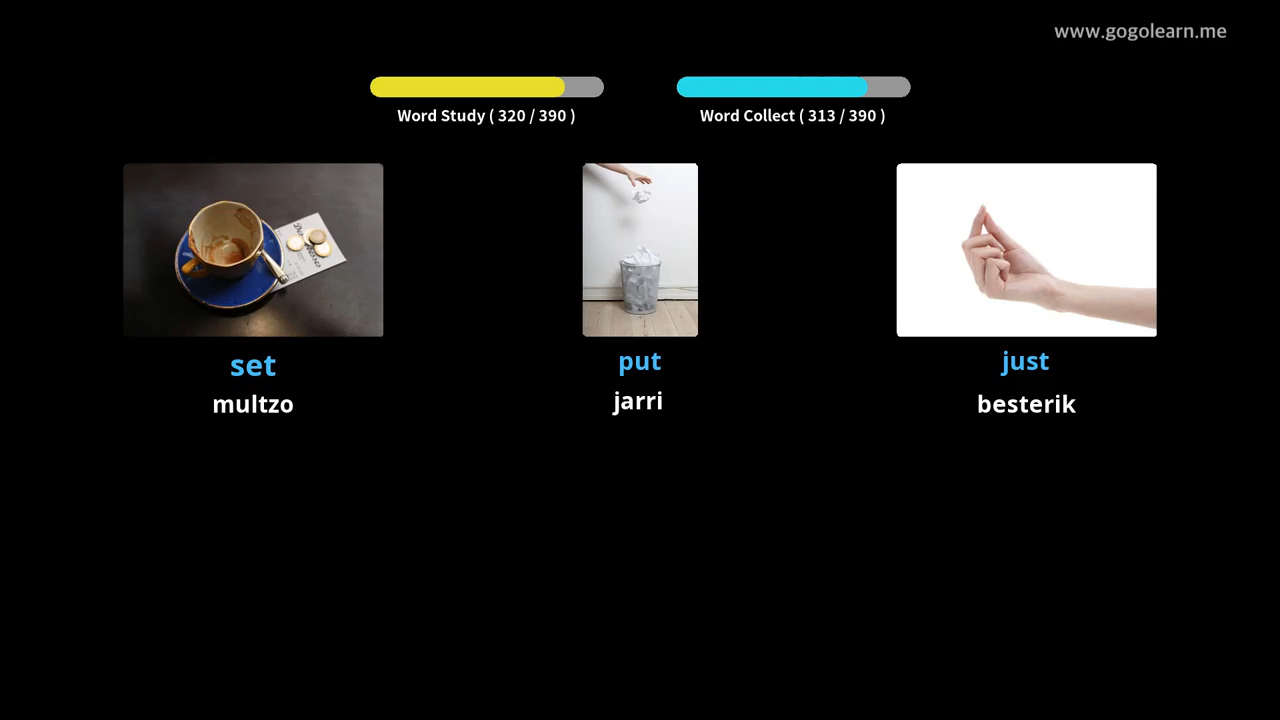 www.gogolearn.me
Word Study ( 320 / 390 )
Word Collect ( 313 / 390 )
set
put
just
multzo
jarri
besterik